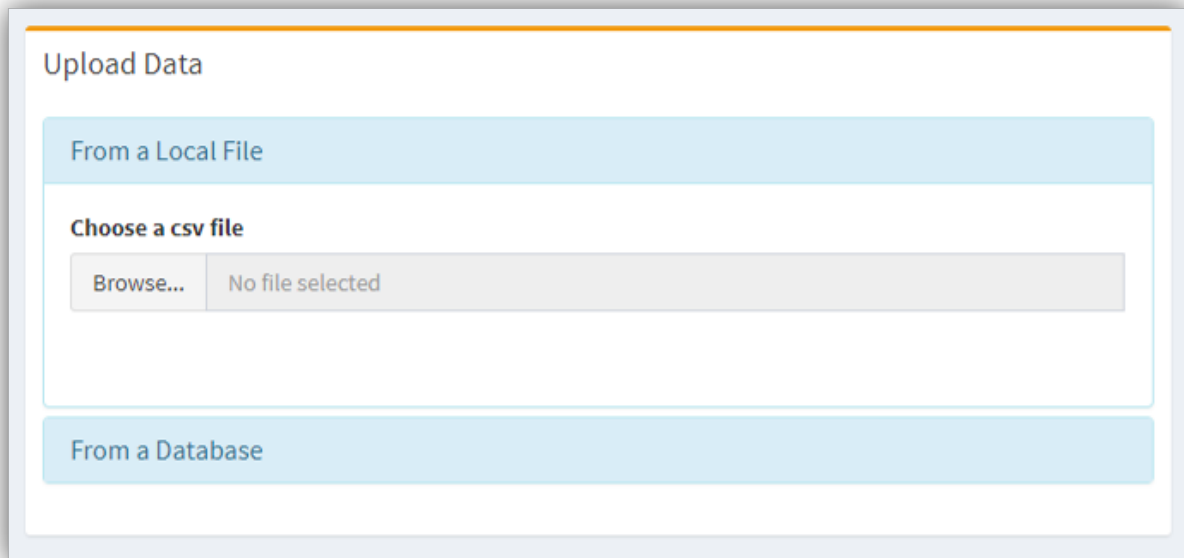 Upload Data
From a Local File
Choose a csv file
Browse... No file selected
From a Database